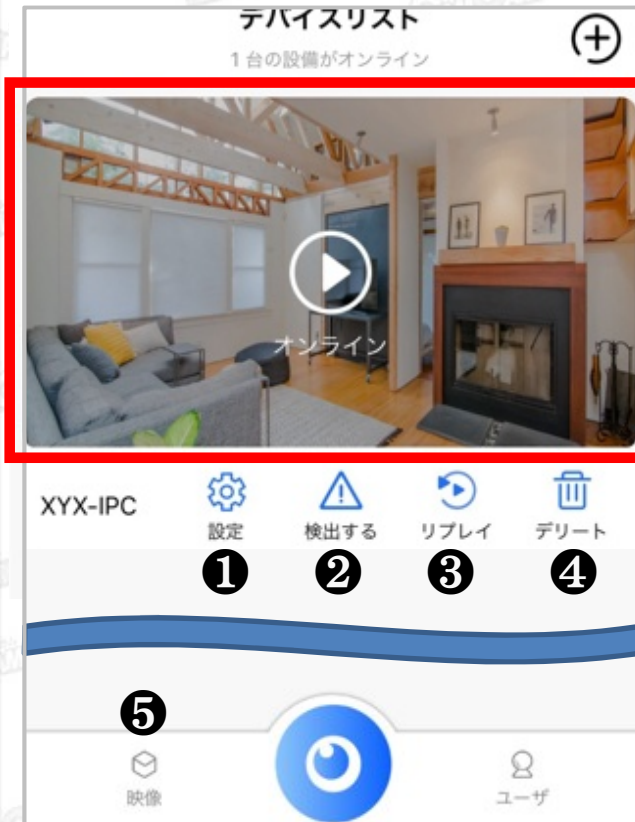 デバイスリスト
1台の設備がオンライン
オンライン
XYX-IPC
設定
検出する
リプレイ
デリート
❶
❷
❸
❹
❺
映像
ユーザ